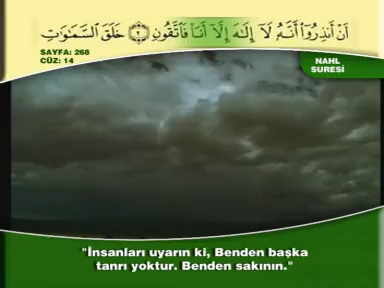 أَنْ أَنذِرُوٓا۟ أَنَّهُۥ لَآ إِلَٰهَ إِلَّآ أَنَا۠ فَٱتَّقُونِ ﴿٢﴾ خَلَقَ ٱلسَّمَٰوَٰتِ
SAYFA: 268
CÜZ: 14
NAHL
SURESİ
"İnsanları uyarın ki, Benden başka
tanrı yoktur. Benden sakının."